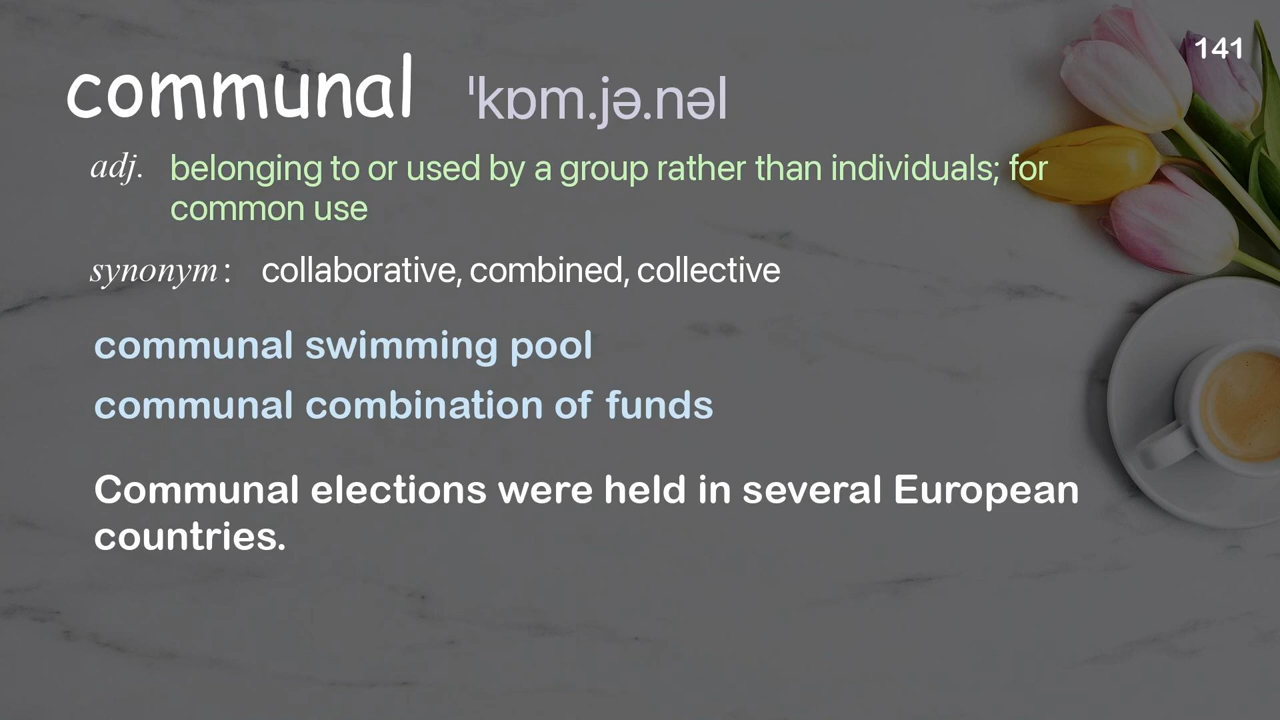 141
communal ˈkɒm.jə.nəl
adj. belonging to or used by a group rather than individuals; for
common use
synonym: collaborative, combined, collective
communal swimming pool
communal combination of funds
Communal elections were held in several European
countries.